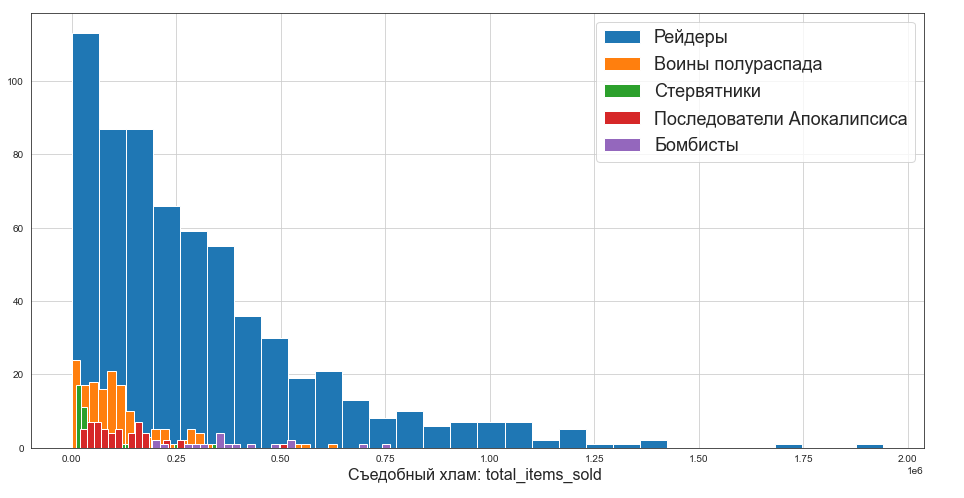 Рейдеры
Воины полураспада
Стервятники
Последователи Апокалипсиса
Бомбисты
100
80
60
40
20
0
0.00 0.25 0.50 0.75 1.00 1.25 1.50 1.75 2.00
1e6
Съедобный хлам: total_items_sold